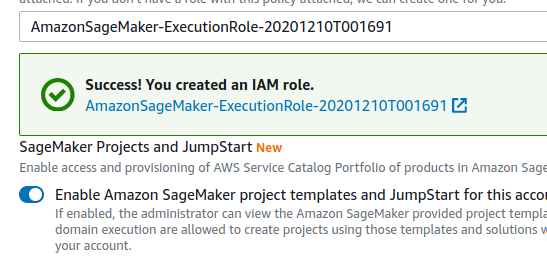 attached. If you don't have a role with this policy attached, we can create one for you.
AmazonSageMaker-ExecutionRole-20201210T001691
Success! You created an IAM role.
AmazonSageMaker-ExecutionRole-20201210T001691
SageMaker Projects and JumpStart New
Enable access and provisioning of AWS Service Catalog Portfolio of products in Amazon Sage
Enable Amazon SageMaker project templates and JumpStart for this accou
If enabled, the administrator can view the Amazon SageMaker provided project templa
domain execution are allowed to create projects using those templates and solutions w
your account.